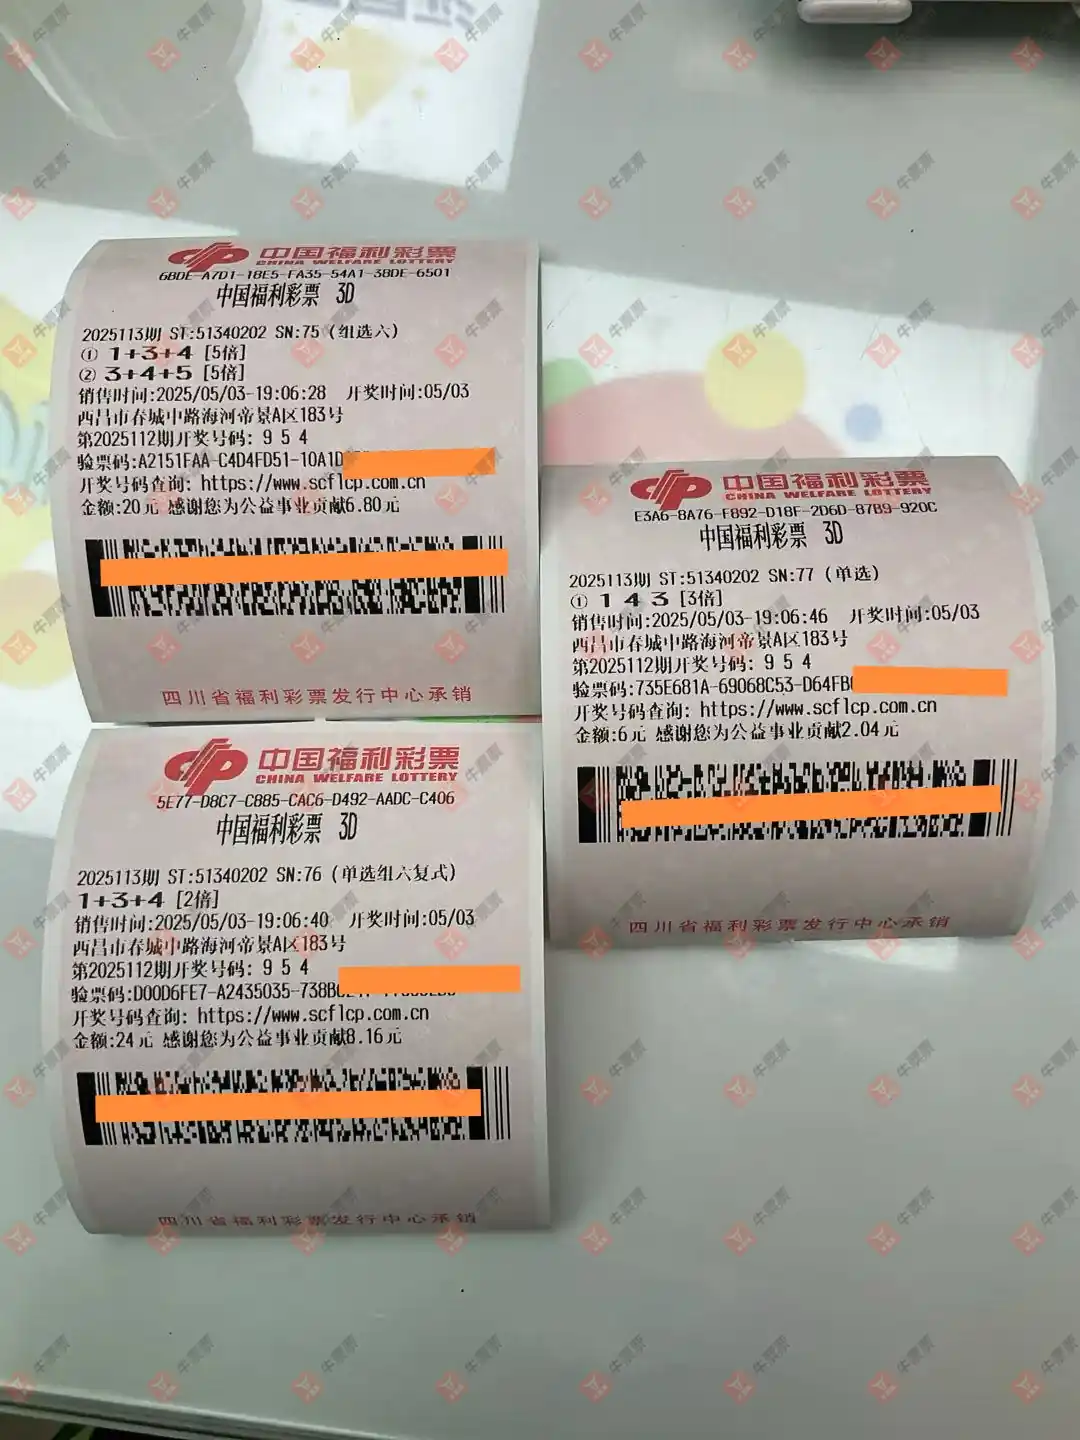 中国福利彩票
CHINA WELFARE LOTTERY
6BDE-A7D1-18E5-FA35-54A1-38DE-6501
中国福利彩票 3D
2025113期 ST:51340202 SN:75 (组选六)
① 1+3+4 [5倍]
② 3+4+5 [5倍]
销售时间:2025/05/03-19:06:28 开奖时间:05/03
西昌市春城中路海河帝景A区183号
第2025112期开奖号码: 9 5 4
验票码:A2151FAA-C4D4FD51-10A1D
开奖号码查询: https://www.scflcp.com.cn
金额:20元 感谢您为公益事业贡献6.80元
四川省福利彩票发行中心承销
中国福利彩票
CHINA WELFARE LOTTERY
E3A6-8A76-F892-D18F-2D6D-87B9-920C
中国福利彩票 3D
2025113期 ST:51340202 SN:77 (单选)
① 1 4 3 [3倍]
销售时间:2025/05/03-19:06:46 开奖时间:05/03
西昌市春城中路海河帝景A区183号
第2025112期开奖号码: 9 5 4
验票码:735E681A-69068C53-D64FB
开奖号码查询: https://www.scflcp.com.cn
金额:6元 感谢您为公益事业贡献2.04元
四川省福利彩票发行中心承销
中国福利彩票
CHINA WELFARE LOTTERY
5E77-D8C7-C885-CAC6-D492-AADC-C406
中国福利彩票 3D
2025113期 ST:51340202 SN:76 (单选组六复式)
1+3+4 [2倍]
销售时间:2025/05/03-19:06:40 开奖时间:05/03
西昌市春城中路海河帝景A区183号
第2025112期开奖号码: 9 5 4
验票码:D00D6FE7-A2435035-738B
开奖号码查询: https://www.scflcp.com.cn
金额:24元 感谢您为公益事业贡献8.16元
四川省福利彩票发行中心承销
牛票票